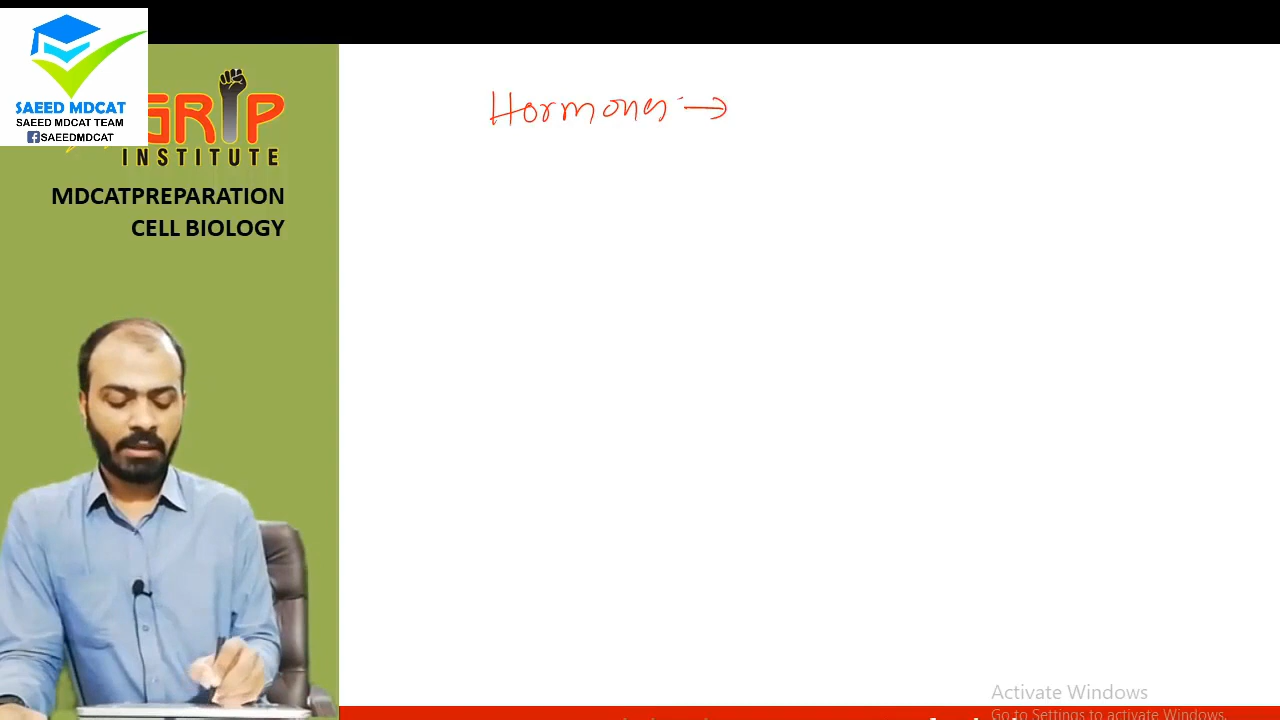 SAEED MDCAT
SAEED MDCAT TEAM
SAEEDMDCAT
GRIP
INSTITUTE
MDCATPREPARATION
CELL BIOLOGY
Hormones →
Activate Windows
Go to Settings to activate Windows.